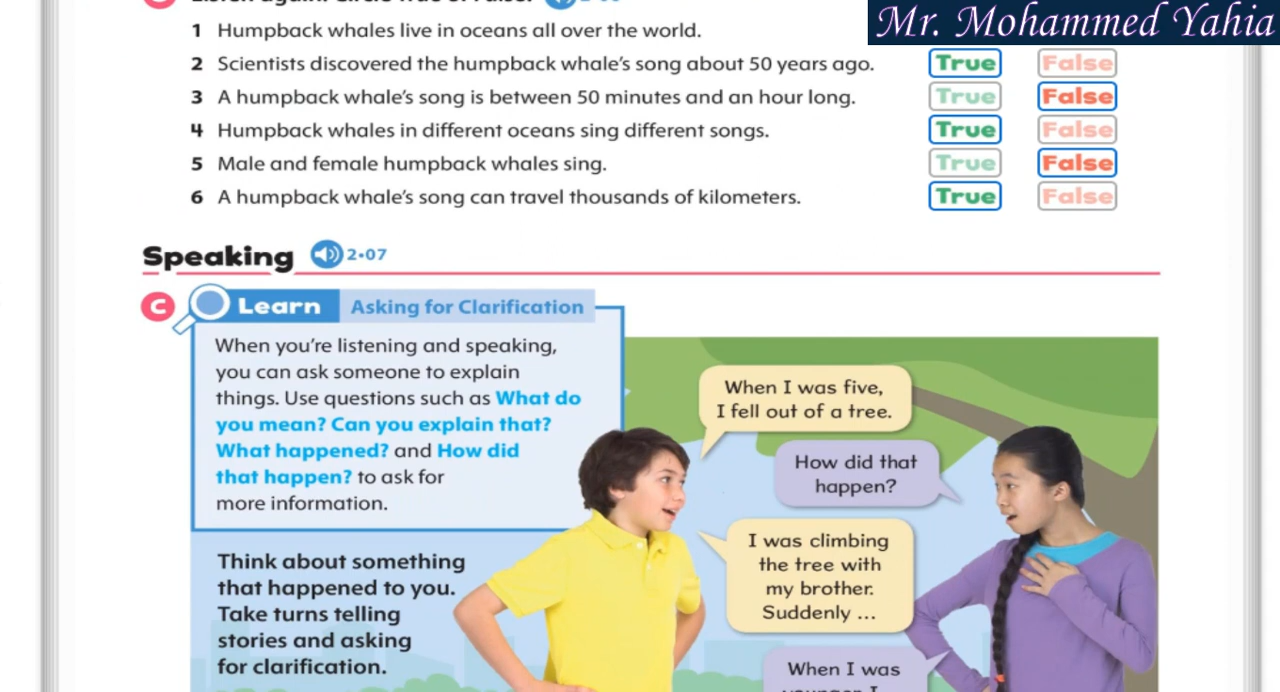 Mr. Mohammed Yahia
1 Humpback whales live in oceans all over the world.
2 Scientists discovered the humpback whale's song about 50 years ago. True False
3 A humpback whale's song is between 50 minutes and an hour long. True False
4 Humpback whales in different oceans sing different songs. True False
5 Male and female humpback whales sing. True False
6 A humpback whale's song can travel thousands of kilometers. True False
Speaking 2•07
C Learn Asking for Clarification
When you're listening and speaking,
you can ask someone to explain
things. Use questions such as What do
you mean? Can you explain that?
What happened? and How did
that happen? to ask for
more information.
Think about something
that happened to you.
Take turns telling
stories and asking
for clarification.
When I was five,
I fell out of a tree.
How did that
happen?
I was climbing
the tree with
my brother.
Suddenly ...
When I was